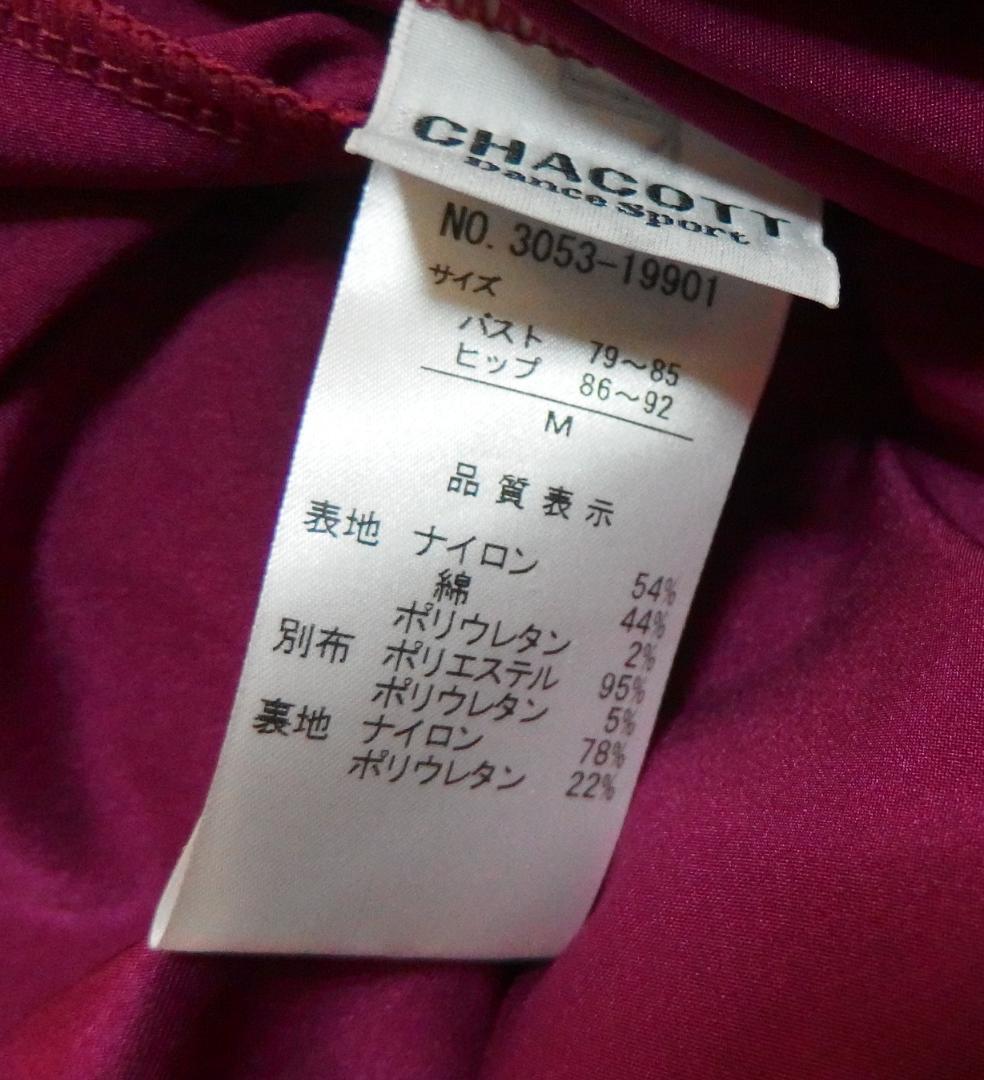 CHACOTT
Dance Sport
NO. 3053-19901
サイズ
バスト 79～85
ヒップ 86～92
M
品質表示
表地 ナイロン 54%
綿 44%
ポリウレタン 2%
別布 ポリエステル 95%
ポリウレタン 5%
裏地 ナイロン 78%
ポリウレタン 22%